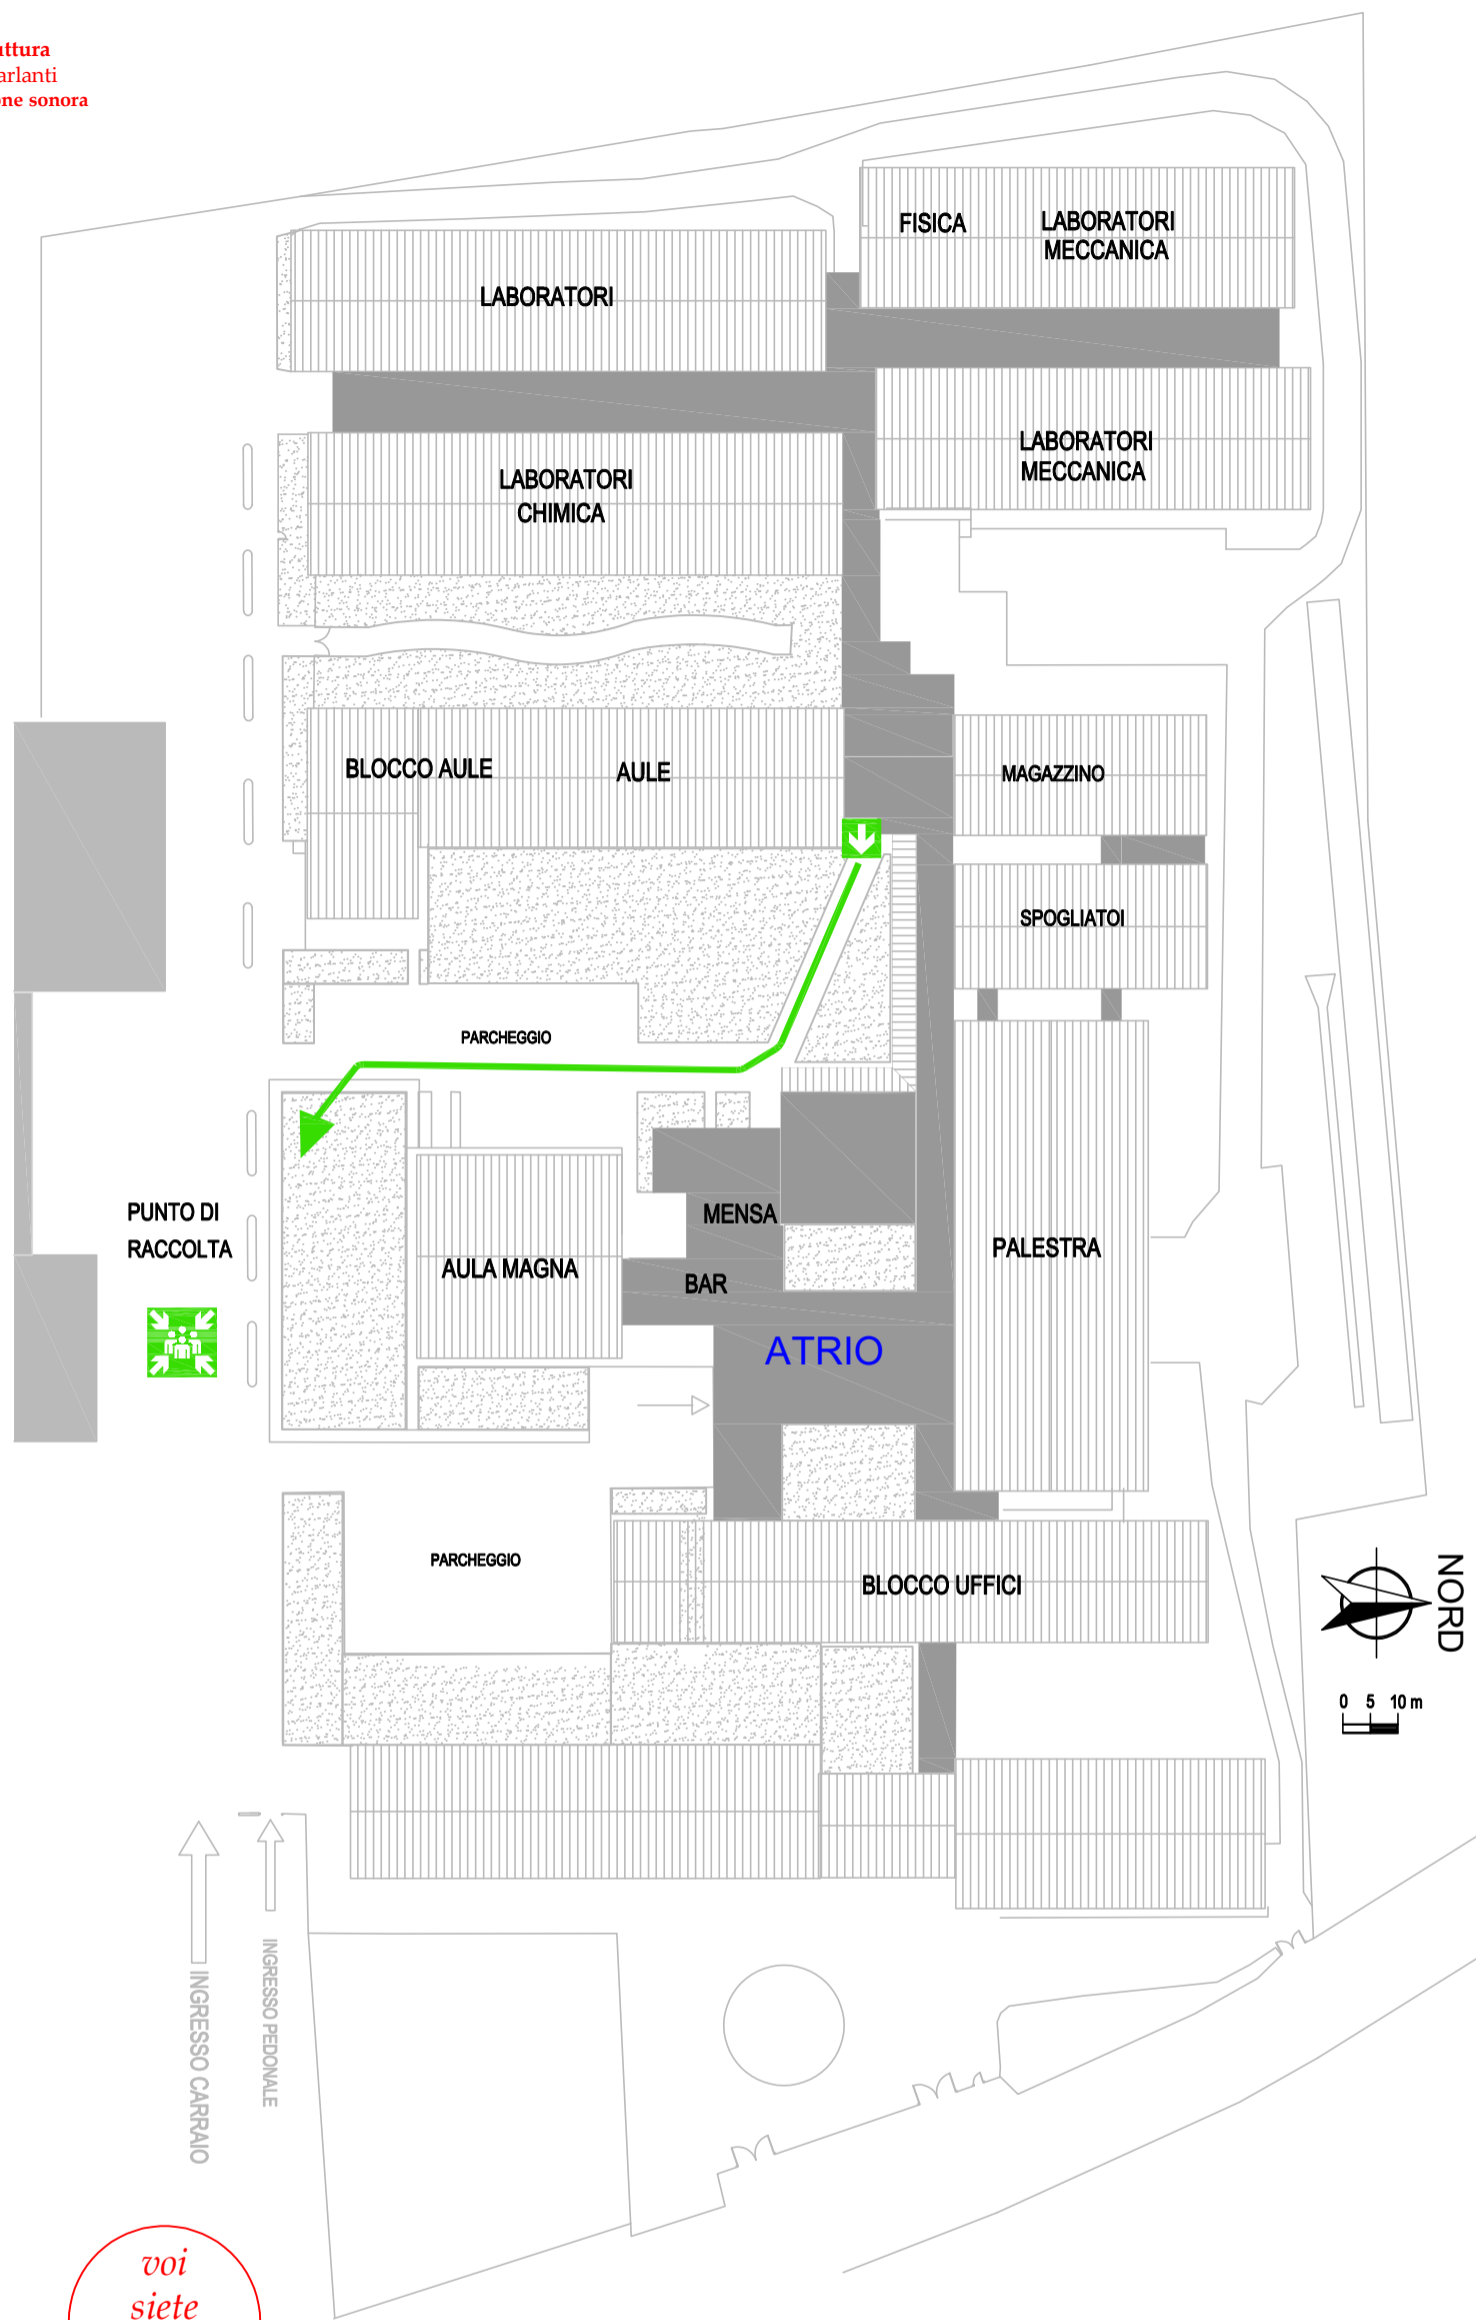 uttura
arlanti
one sonora
FISICA
LABORATORI
MECCANICA
LABORATORI
LABORATORI
MECCANICA
LABORATORI
CHIMICA
BLOCCO AULE
AULE
MAGAZZINO
SPOGLIATOI
PARCHEGGIO
PUNTO DI
RACCOLTA
MENSA
AULA MAGNA
BAR
PALESTRA
ATRIO
PARCHEGGIO
BLOCCO UFFICI
NORD
0 5 10 m
INGRESSO CARRAIO
INGRESSO PEDONALE
voi
siete